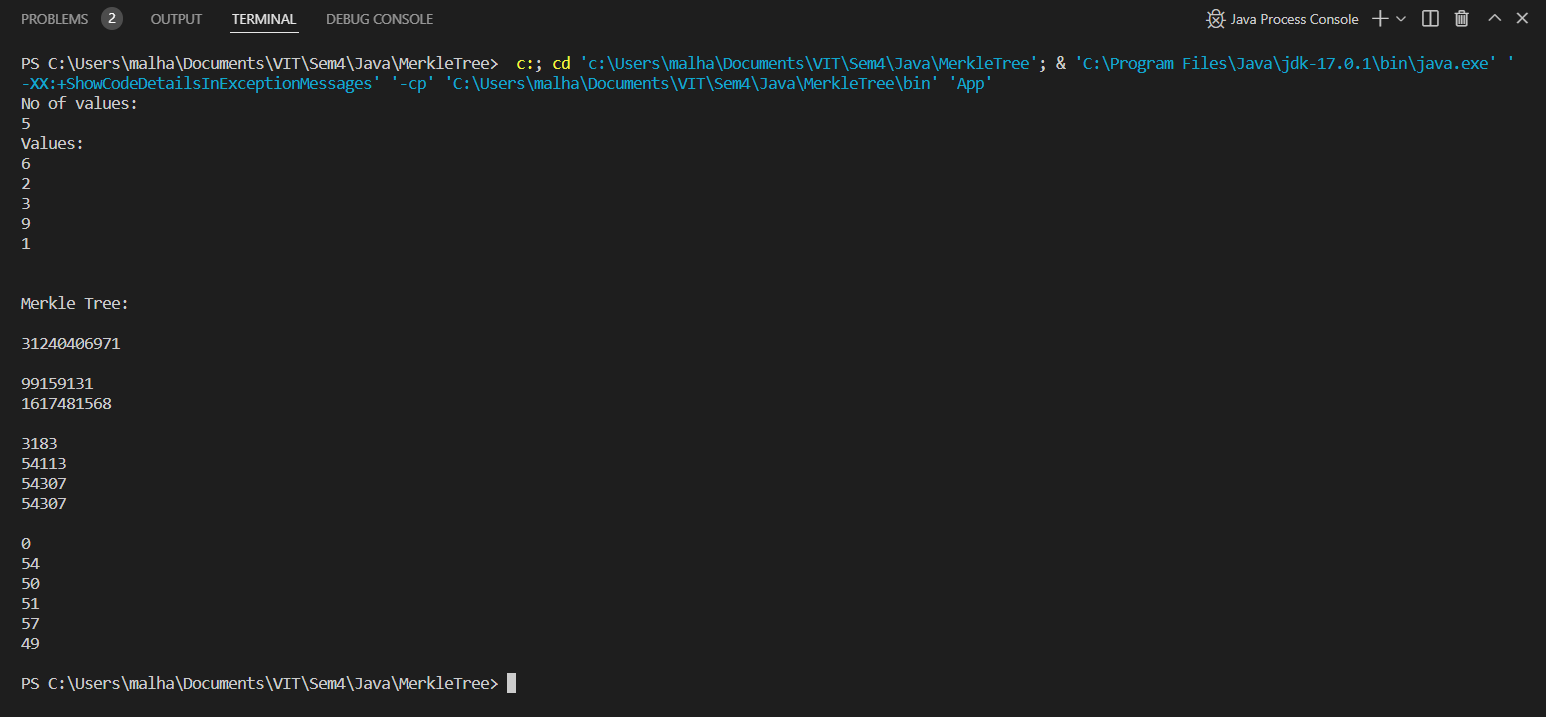 PROBLEMS 2 OUTPUT TERMINAL DEBUG CONSOLE Java Process Console
PS C:\Users\malha\Documents\VIT\Sem4\Java\MerkleTree>  c:; cd 'c:\Users\malha\Documents\VIT\Sem4\Java\MerkleTree'; & 'C:\Program Files\Java\jdk-17.0.1\bin\java.exe' '
-XX:+ShowCodeDetailsInExceptionMessages' '-cp' 'C:\Users\malha\Documents\VIT\Sem4\Java\MerkleTree\bin' 'App'
No of values:
5
Values:
6
2
3
9
1
Merkle Tree:
31240406971
99159131
1617481568
3183
54113
54307
54307
0
54
50
51
57
49
PS C:\Users\malha\Documents\VIT\Sem4\Java\MerkleTree>